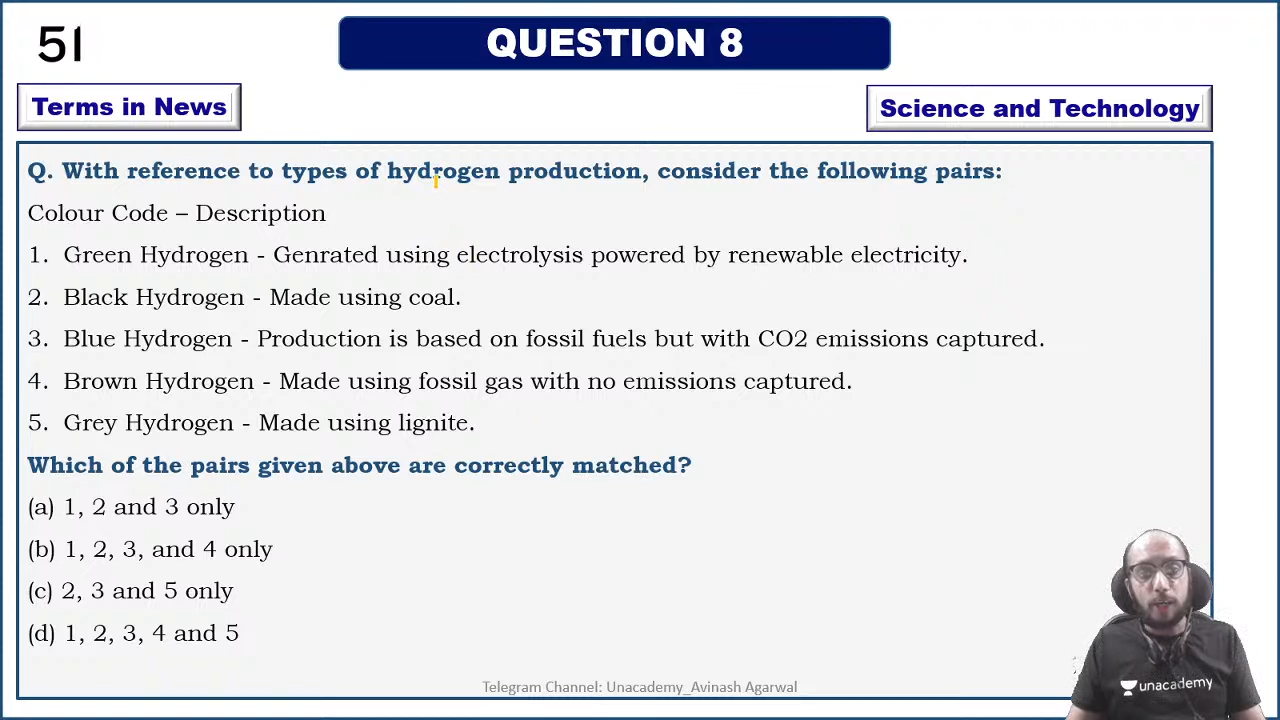 51
QUESTION 8
Terms in News
Science and Technology
Q. With reference to types of hydrogen production, consider the following pairs:
Colour Code – Description
1. Green Hydrogen - Genrated using electrolysis powered by renewable electricity.
2. Black Hydrogen - Made using coal.
3. Blue Hydrogen - Production is based on fossil fuels but with CO2 emissions captured.
4. Brown Hydrogen - Made using fossil gas with no emissions captured.
5. Grey Hydrogen - Made using lignite.
Which of the pairs given above are correctly matched?
(a) 1, 2 and 3 only
(b) 1, 2, 3, and 4 only
(c) 2, 3 and 5 only
(d) 1, 2, 3, 4 and 5
unacademy
Telegram Channel: Unacademy_Avinash Agarwal